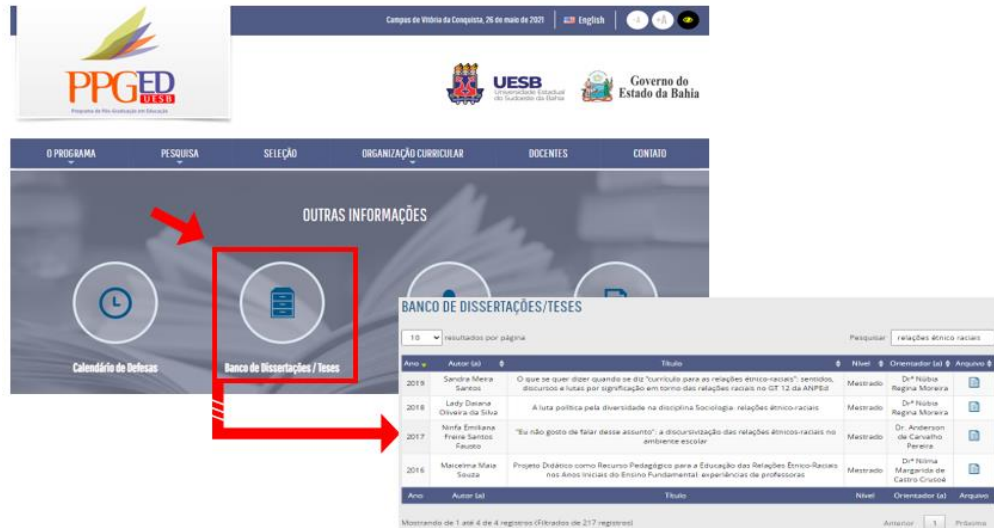 Campus de Vitória da Conquista, 26 de maio de 2021
English
-A
+A
PPGED
UESB
Programa de Pós-Graduação em Educação
UESB
Universidade Estadual
do Sudoeste da Bahia
Governo do
Estado da Bahia
O PROGRAMA
PESQUISA
SELEÇÃO
ORGANIZAÇÃO CURRICULAR
DOCENTES
CONTATO
OUTRAS INFORMAÇÕES
Calendário de Defesas
Banco de Dissertações / Teses
BANCO DE DISSERTAÇÕES/TESES
10 resultados por página
Pesquisar relações étnico raciais
Ano Autor (a) Título Nível Orientador (a) Arquivo
2019
Sandra Meira
Santos
O que se quer dizer quando se diz "currículo para as relações étnico-raciais": sentidos,
discursos e lutas por significação em torno das relações raciais no GT 12 da ANPEd
Mestrado
Drª Núbia
Regina Moreira
2018
Lady Daiana
Oliveira da Silva
A luta política pela diversidade na disciplina Sociologia: relações étnico-raciais
Mestrado
Drª Núbia
Regina Moreira
2017
Ninfa Emiliana
Freire Santos
Fausto
"Eu não gosto de falar desse assunto": a discursivização das relações étnicos-raciais no
ambiente escolar
Mestrado
Dr. Anderson
de Carvalho
Pereira
2016
Marcelma Maia
Souza
Projeto Didático como Recurso Pedagógico para a Educação das Relações Étnico-Raciais
nos Anos Iniciais do Ensino Fundamental: experiências de professoras
Mestrado
Drª Nilma
Margarida de
Castro Crusoé
Ano Autor (a) Título Nível Orientador (a) Arquivo
Mostrando de 1 até 4 de 4 registros (Filtrados de 217 registros)
Anterior 1 Próximo